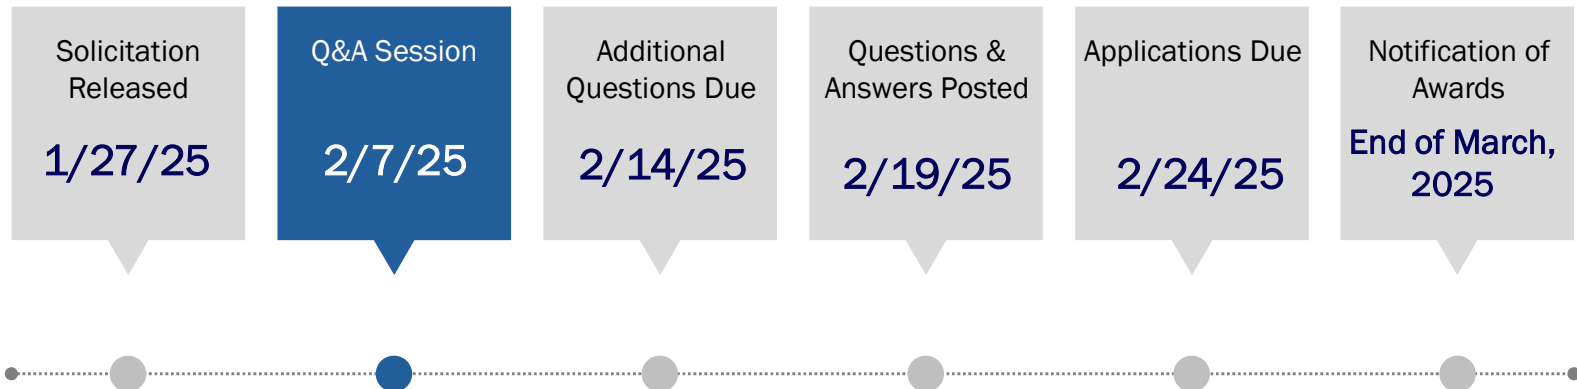 Solicitation
Released
1/27/25
Q&A Session
2/7/25
Additional
Questions Due
2/14/25
Questions &
Answers Posted
2/19/25
Applications Due
2/24/25
Notification of
Awards
End of March,
2025